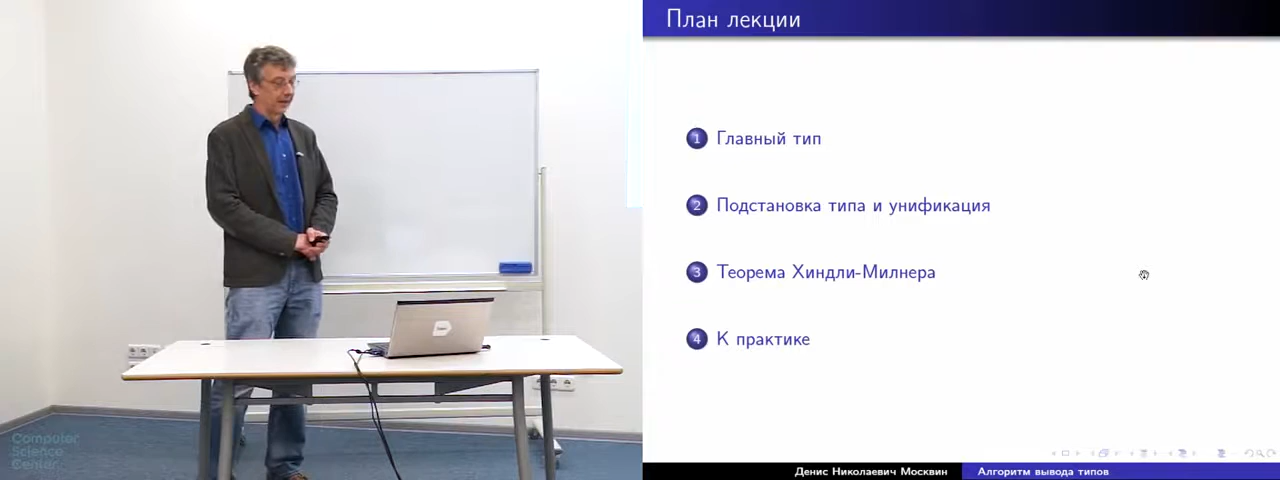 План лекции
1 Главный тип
2 Подстановка типа и унификация
3 Теорема Хиндли-Милнера
4 К практике
Денис Николаевич Москвин
Алгоритм вывода типов
Computer
Science
Center